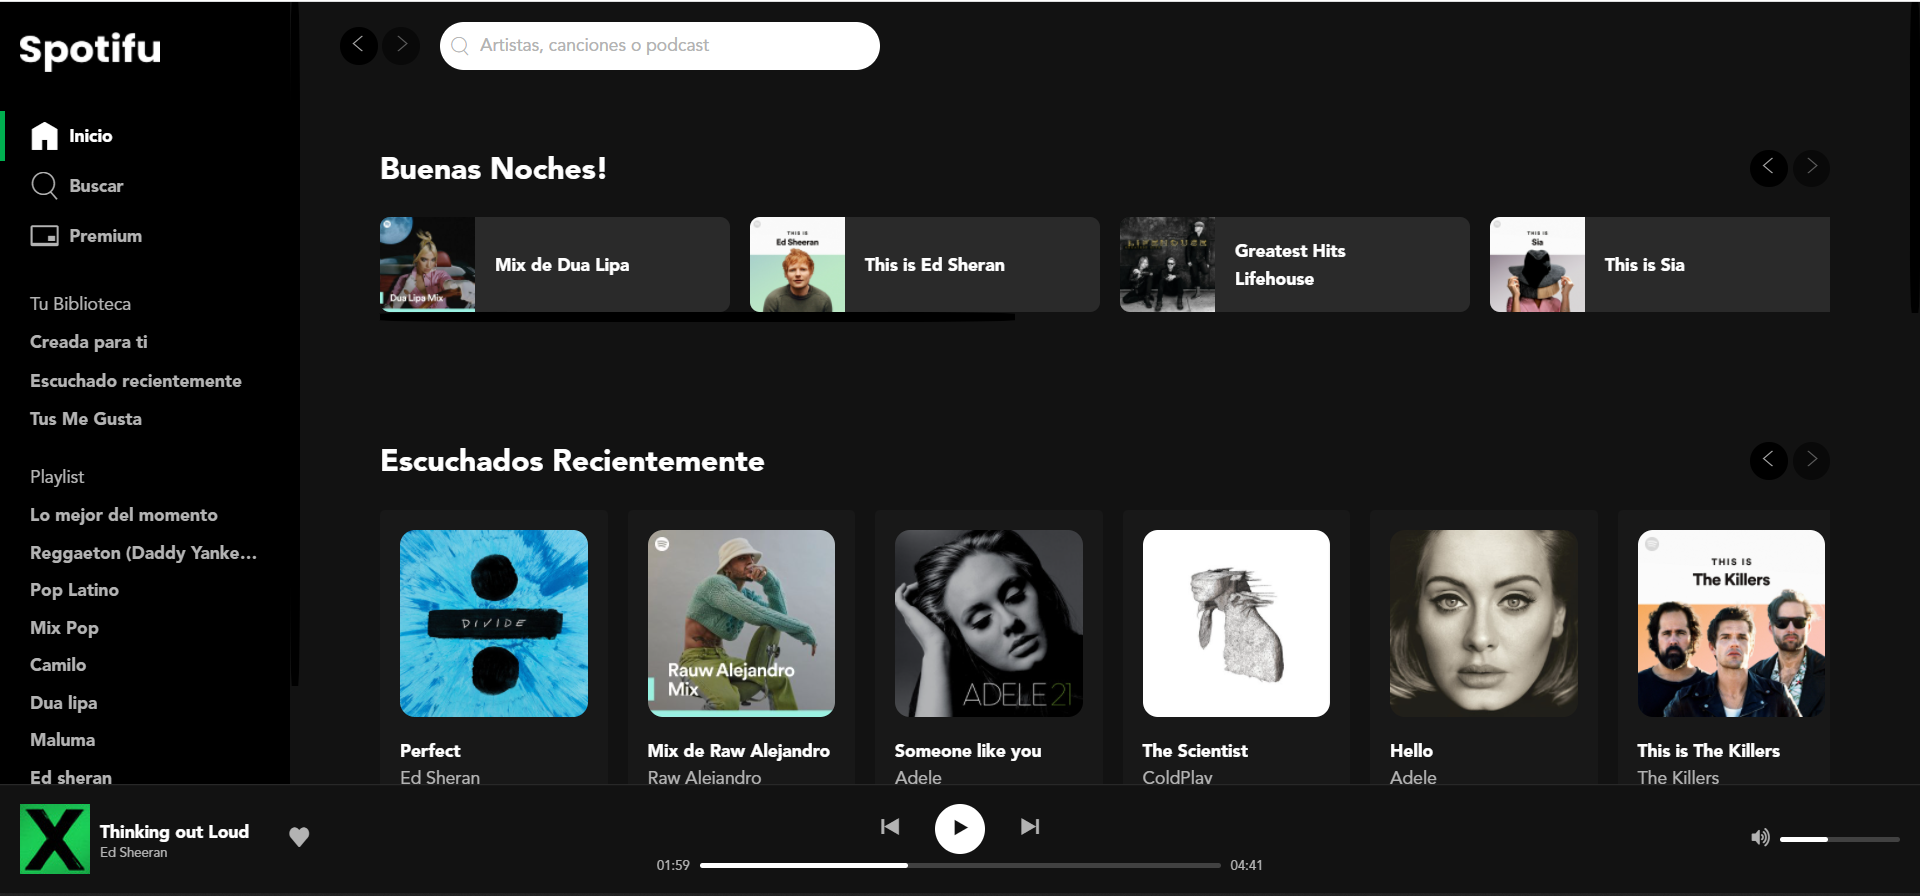 Spotifu
Artistas, canciones o podcast
Inicio
Buscar
Premium
Tu Biblioteca
Creada para ti
Escuchado recientemente
Tus Me Gusta
Playlist
Lo mejor del momento
Reggaeton (Daddy Yanke...
Pop Latino
Mix Pop
Camilo
Dua lipa
Maluma
Ed sheran
Buenas Noches!
Dua Lipa Mix
Mix de Dua Lipa
THIS IS
Ed Sheeran
This is Ed Sheran
LIFEHOUSE
Greatest Hits
Lifehouse
THIS IS
Sia
This is Sia
Escuchados Recientemente
DIVIDE
Perfect
Ed Sheran
Rauw Alejandro
Mix
Mix de Raw Alejandro
Raw Alejandro
ADELE 21
Someone like you
Adele
The Scientist
ColdPlay
Hello
Adele
THIS IS
The Killers
This is The Killers
The Killers
X
Thinking out Loud
Ed Sheeran
01:59
04:41